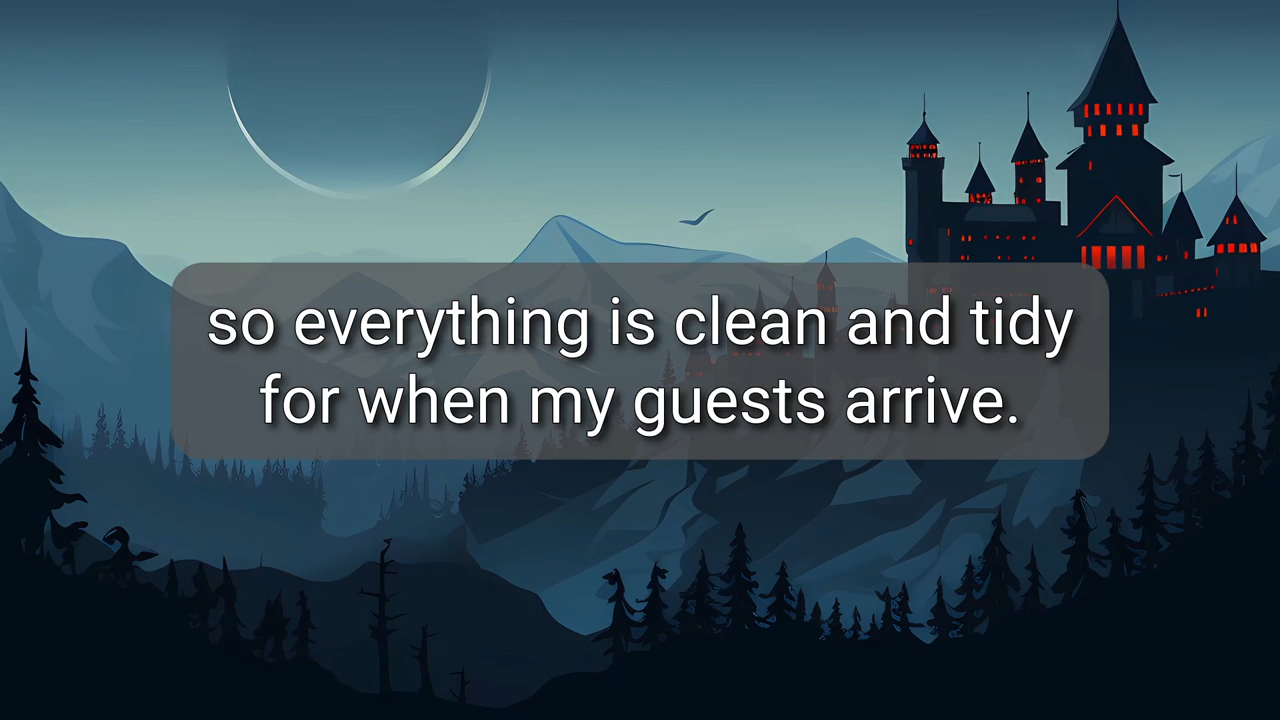 so everything is clean and tidy
for when my guests arrive.